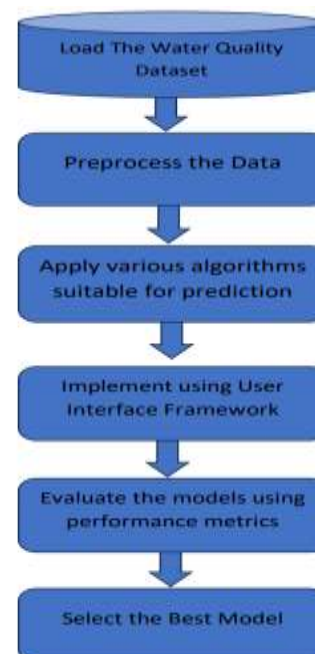 Load The Water Quality
Dataset
Preprocess the Data
Apply various algorithms
suitable for prediction
Implement using User
Interface Framework
Evaluate the models using
performance metrics
Select the Best Model